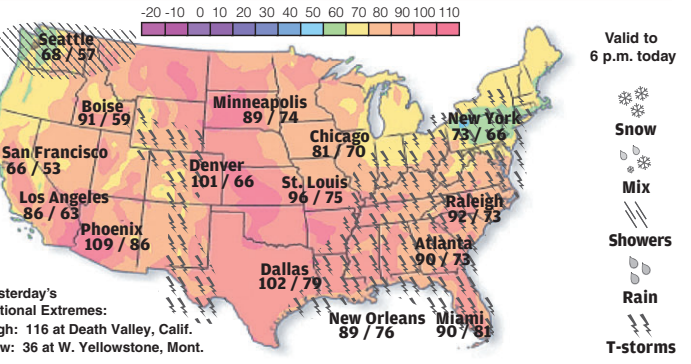 -20 -10 0 10 20 30 40 50 60 70 80 90 100 110
Seattle
68 / 57
Boise
91 / 59
Minneapolis
89 / 74
Chicago
81 / 70
New York
73 / 66
San Francisco
66 / 53
Denver
101 / 66
St. Louis
96 / 75
Los Angeles
86 / 63
Phoenix
109 / 86
Raleigh
92 / 73
Atlanta
90 / 73
Dallas
102 / 79
New Orleans
89 / 76
Miami
90 / 81
sterday's
tional Extremes:
gh: 116 at Death Valley, Calif.
w: 36 at W. Yellowstone, Mont.
Valid to
6 p.m. today
Snow
Mix
Showers
Rain
T-storms